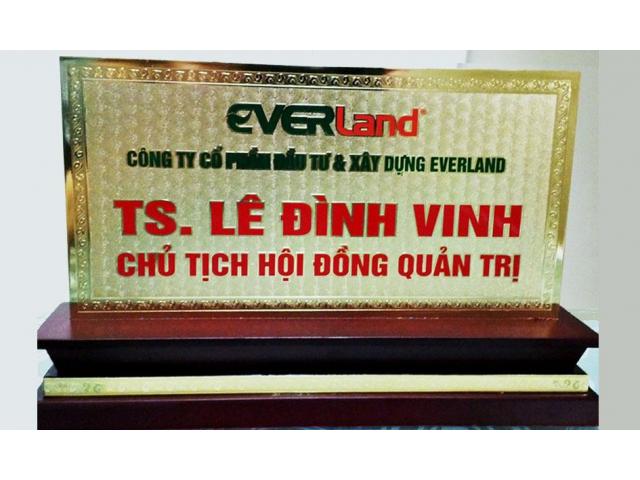 EVERLand®
CÔNG TY CỔ PHẦN ĐẦU TƯ & XÂY DỰNG EVERLAND
TS. LÊ ĐÌNH VINH
CHỦ TỊCH HỘI ĐỒNG QUẢN TRỊ